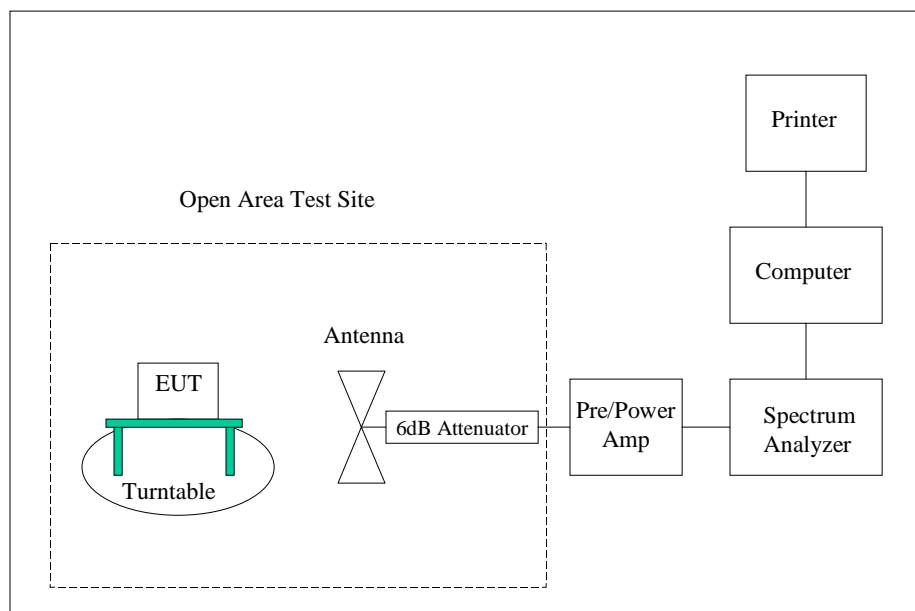 Printer
Open Area Test Site
Computer
Antenna
EUT
6dB Attenuator
Pre/Power
Amp
Spectrum
Analyzer
Turntable